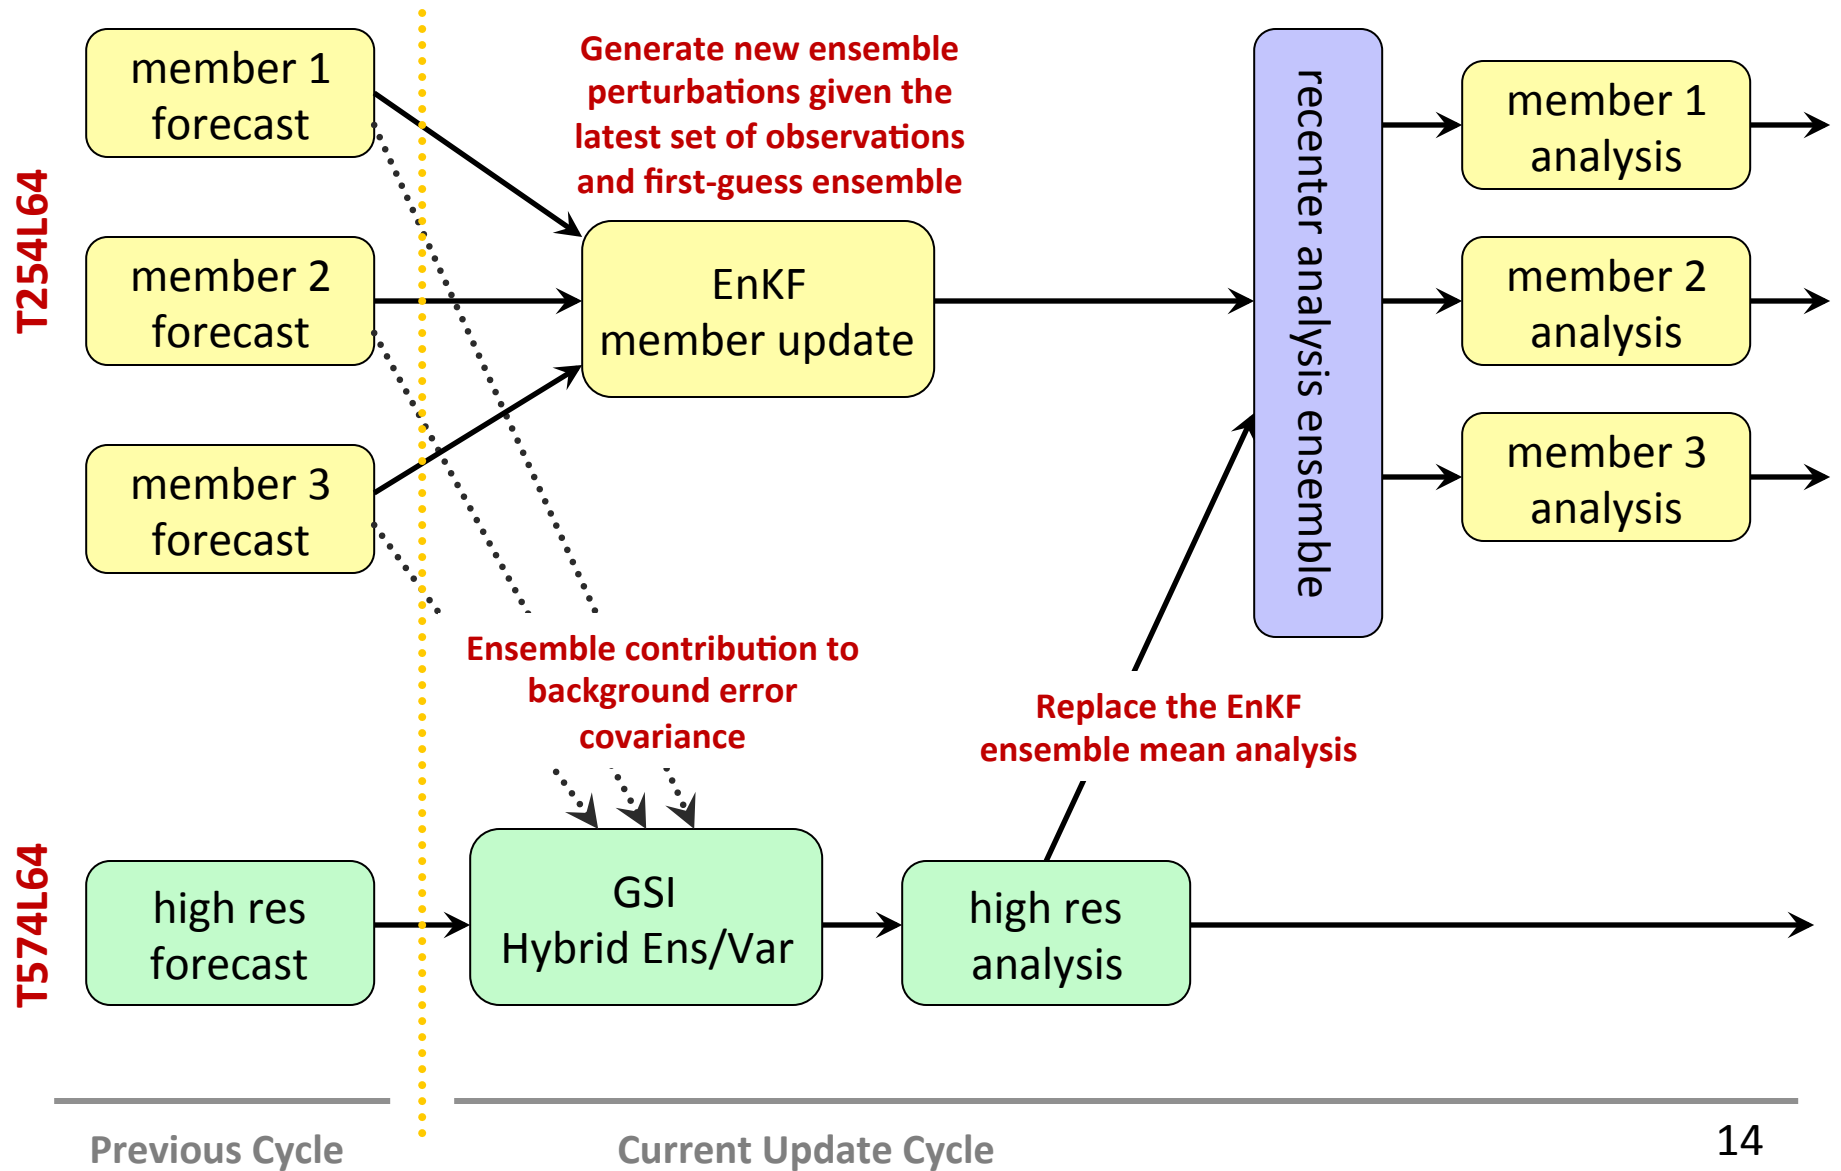 T254L64
member 1
forecast
member 2
forecast
member 3
forecast
Generate new ensemble
perturbations given the
latest set of observations
and first-guess ensemble
EnKF
member update
recenter analysis ensemble
member 1
analysis
member 2
analysis
member 3
analysis
Ensemble contribution to
background error
covariance
Replace the EnKF
ensemble mean analysis
T574L64
high res
forecast
GSI
Hybrid Ens/Var
high res
analysis
Previous Cycle
Current Update Cycle
14